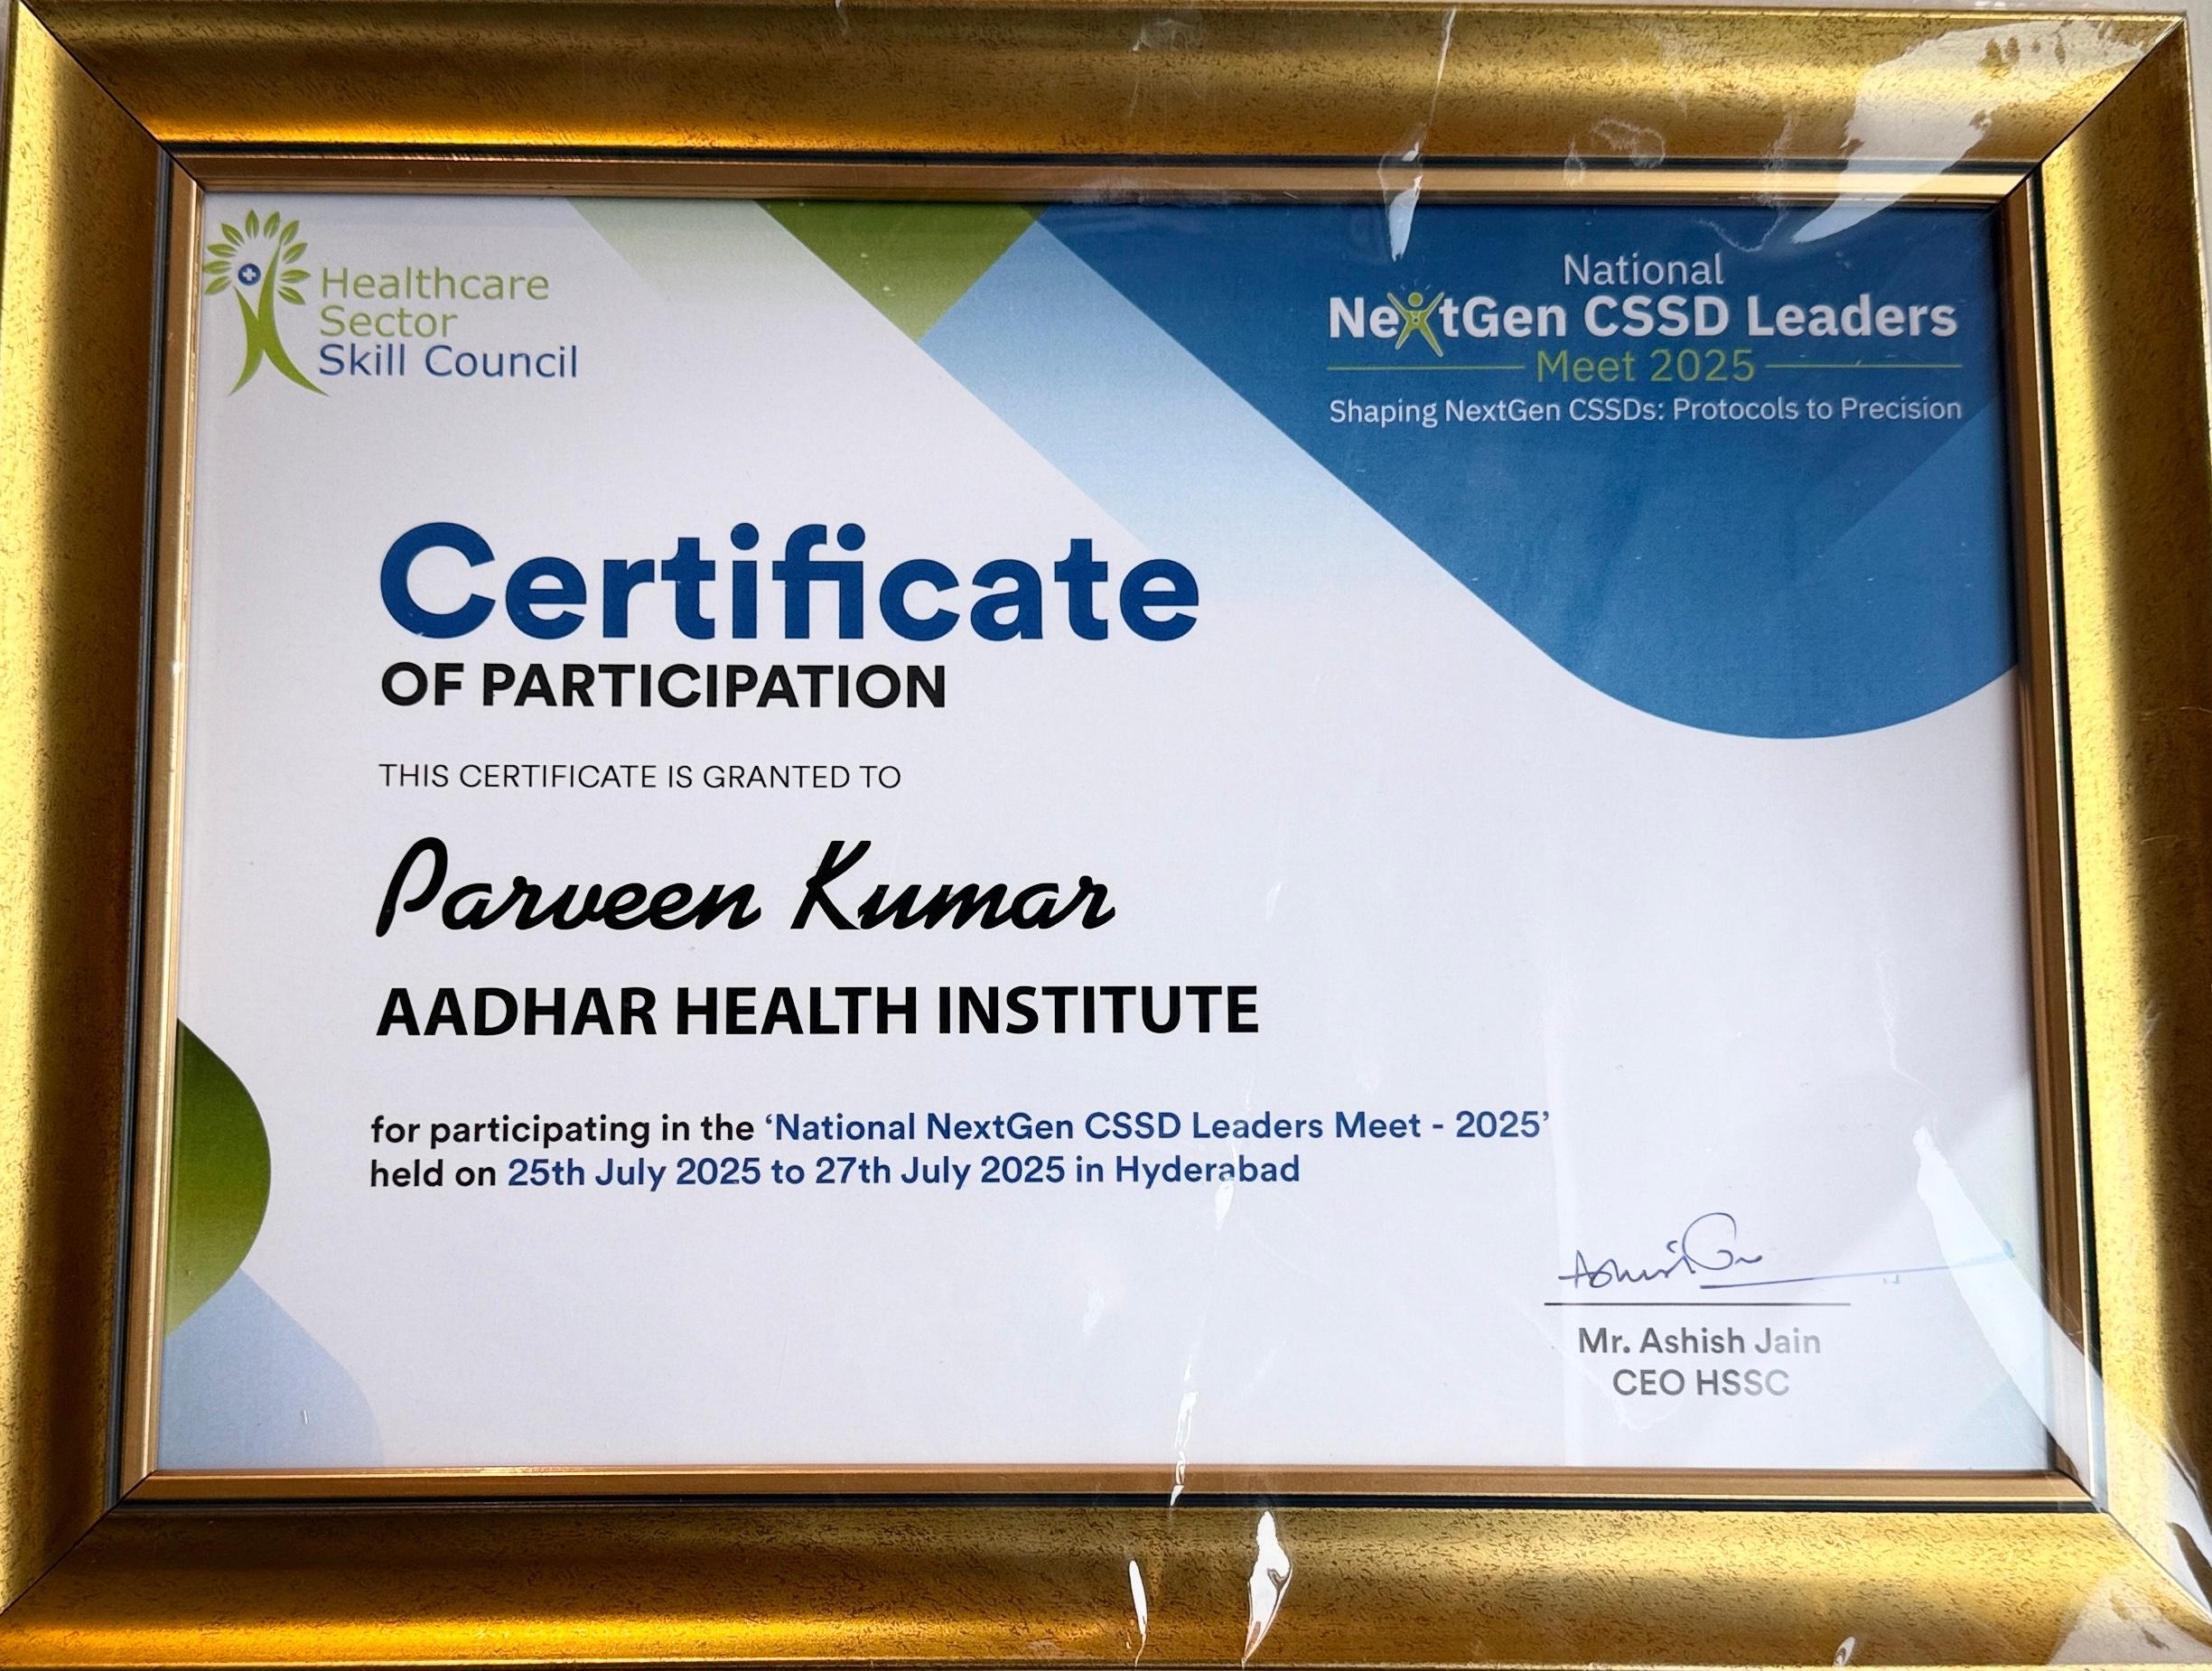 Healthcare
Sector
Skill Council
National
NextGen CSSD Leaders
Meet 2025
Shaping NextGen CSSDs: Protocols to Precision
Certificate
OF PARTICIPATION
THIS CERTIFICATE IS GRANTED TO
Parveen Kumar
AADHAR HEALTH INSTITUTE
for participating in the ‘National NextGen CSSD Leaders Meet - 2025’
held on 25th July 2025 to 27th July 2025 in Hyderabad
Mr. Ashish Jain
CEO HSSC